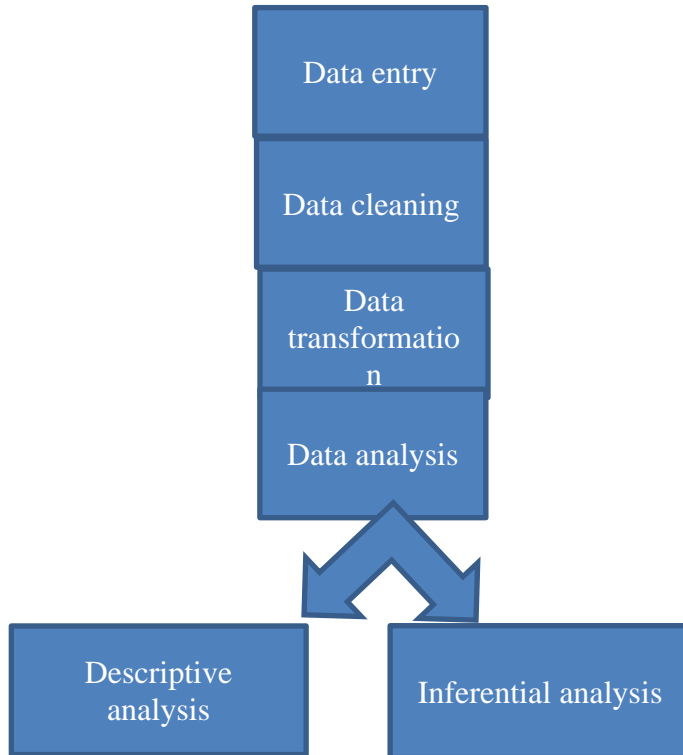 Data entry
Data cleaning
Data
transformatio
n
Data analysis
Descriptive
analysis
Inferential analysis